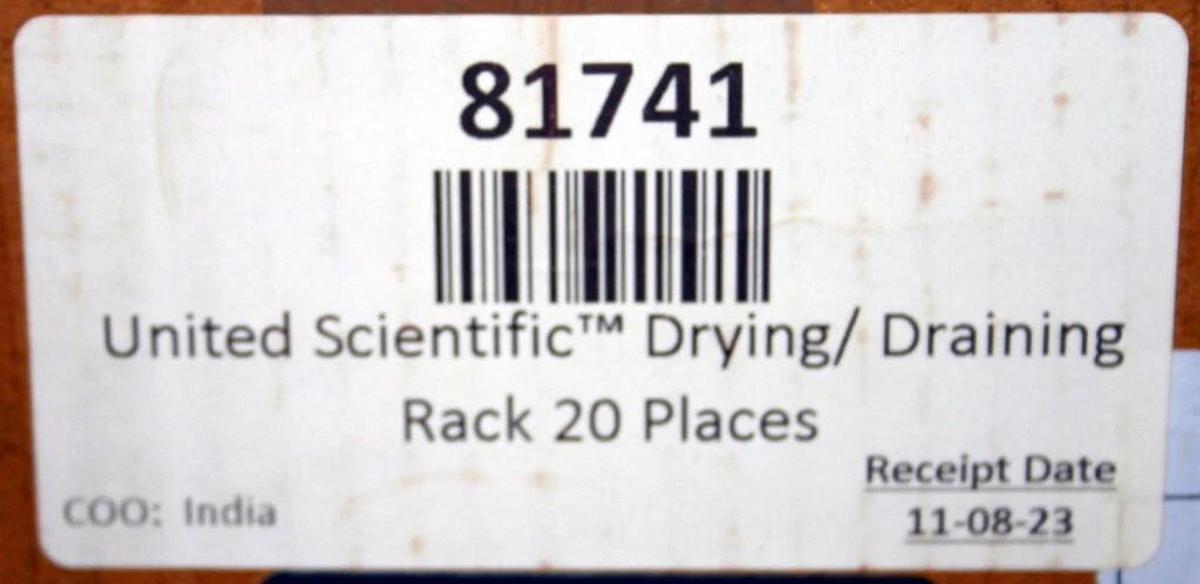 81741
United Scientific™ Drying/ Draining
Rack 20 Places
Receipt Date
COO: India
11-08-23